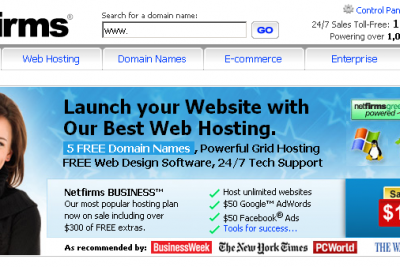 firms®
Search for a domain name:
www.
GO
Control Pan
24/7 Sales Toll-Free: 1
Powering over 1,0
Web Hosting
Domain Names
E-commerce
Enterprise
Launch your Website with
Our Best Web Hosting.
5 FREE Domain Names, Powerful Grid Hosting
FREE Web Design Software, 24/7 Tech Support
netfirmsgree
powered
Netfirms BUSINESS™
Our most popular hosting plan
now on sale including over
$300 of FREE extras.
Host unlimited websites
$50 Google™ AdWords
$50 Facebook® Ads
Tools for success...
Sa
$1
As recommended by: BusinessWeek The New York Times PCWorld THE WA